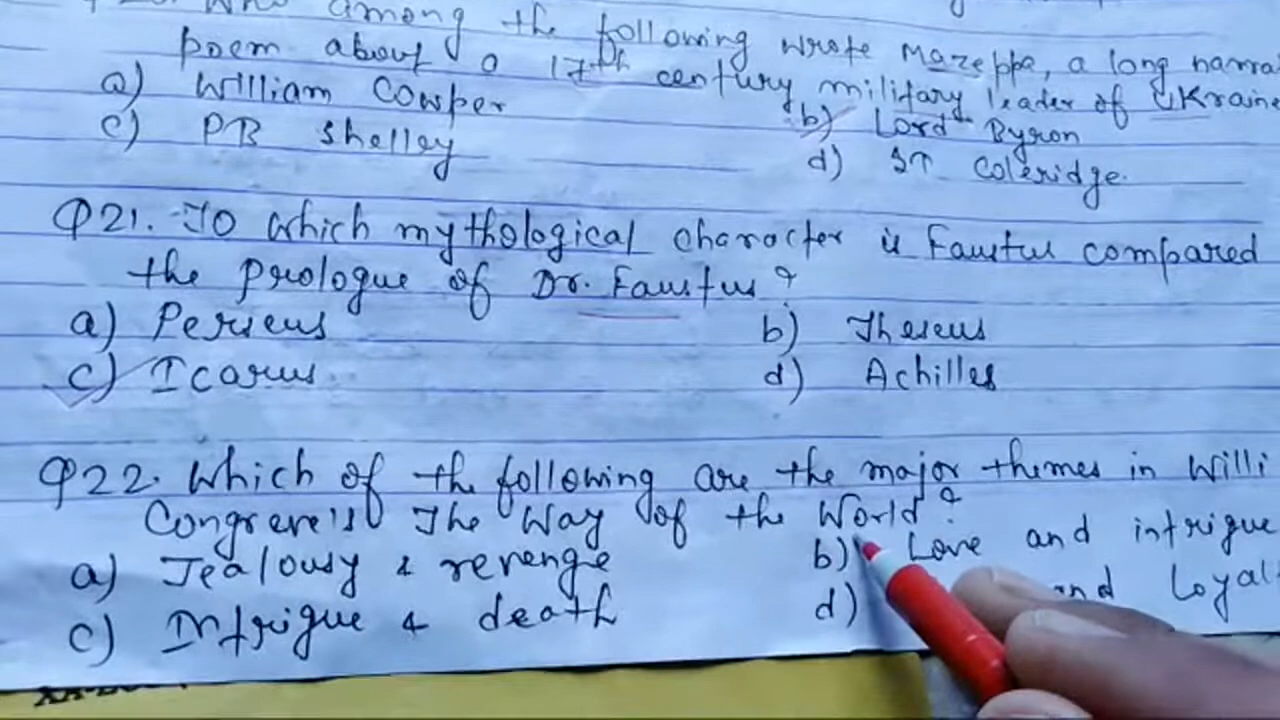 Who among the following wrote Mazeppa, a long narra
poem about a 17th century military leader of Ukraine
a) William Cowper
b) Lord Byron
c) PB Shelley
d) ST Coleridge.
Q21. To which mythological character is Faustus compared
the prologue of Dr. Faustus?
a) Perseus
b) Theseus
c) Icarus.
d) Achilles
Q22. Which of the following are the major themes in Willi
Congreve's The Way of the World?
a) Jealousy & revenge
b) Love and intrigue
c) Intrigue & death
d) and Loyal